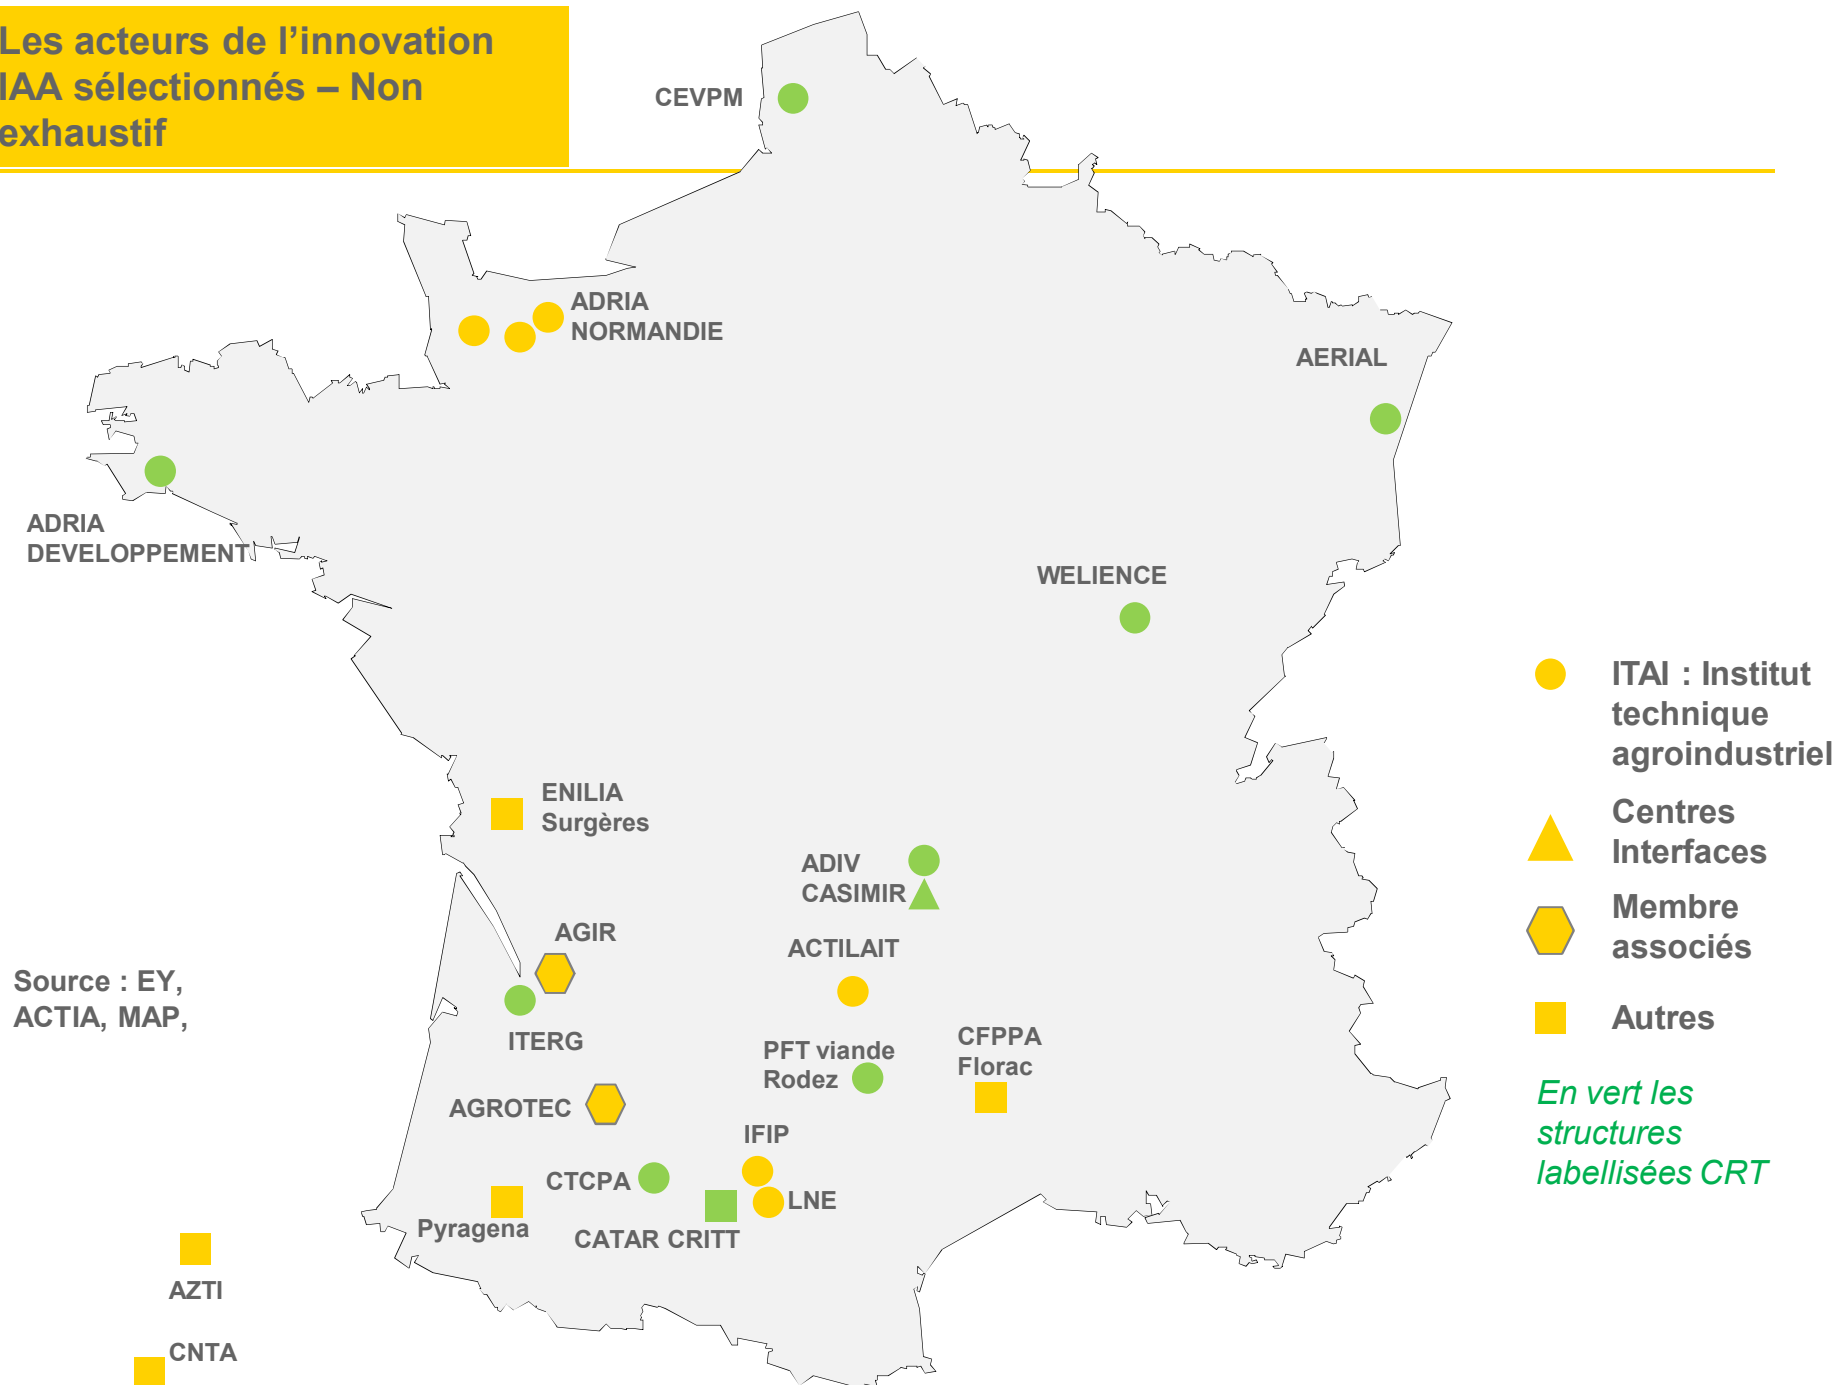 Les acteurs de l’innovation
IAA sélectionnés – Non
exhaustif
CEVPM
ADRIA
NORMANDIE
AERIAL
ADRIA
DEVELOPPEMENT
WELIENCE
ITAI : Institut
technique
agroindustriel
Centres
Interfaces
Membre
associés
Autres
En vert les
structures
labellisées CRT
ENILIA
Surgères
ADIV
CASIMIR
AGIR
ACTILAIT
Source : EY,
ACTIA, MAP,
ITERG
PFT viande
Rodez
CFPPA
Florac
AGROTEC
IFIP
CTCPA
LNE
Pyragena
CATAR CRITT
AZTI
CNTA